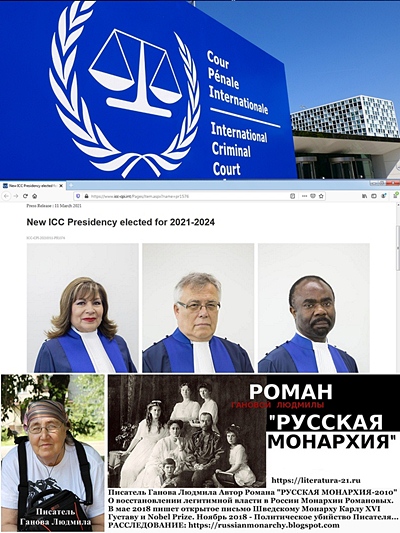 Cour
Pénale
Internationale
International
Criminal
Court
New ICC Presidency elected for
https://www.icc-cpi.int/Pages/item.aspx?name=pr1576
Press Release : 11 March 2021
New ICC Presidency elected for 2021-2024
РОМАН
ГАНОВОЙ ЛЮДМИЛЫ
"РУССКАЯ
МОНАРХИЯ"
https://literatura-21.ru
Писатель
Ганова Людмила
Писатель Ганова Людмила Автор Романа "РУССКАЯ МОНАРХИЯ-2010"
О восстановлении легитимной власти в России Монархии Романовых.
В мае 2018 пишет открытое письмо Шведскому Монарху Карлу XVI
Густаву и Nobel Prize. Ноябрь 2018 - Политическое убийство Писателя...
РАССЛЕДОВАНИЕ: https://russianmonarchy.blogspot.com